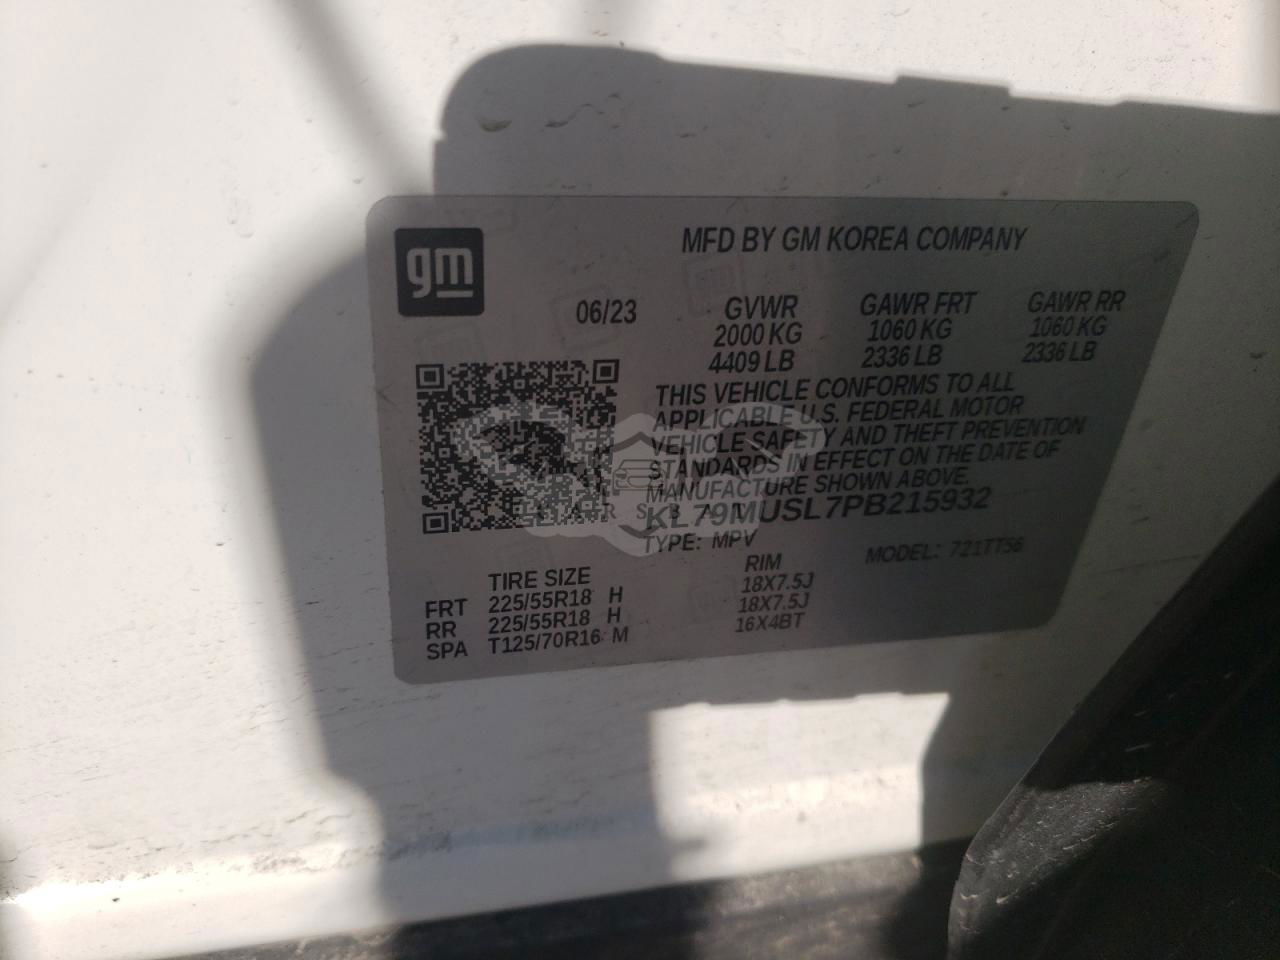 gm
MFD BY GM KOREA COMPANY
06/23 GVWR GAWR FRT GAWR RR
2000 KG 1060 KG 1060 KG
4409 LB 2336 LB 2336 LB
THIS VEHICLE CONFORMS TO ALL
APPLICABLE U.S. FEDERAL MOTOR
VEHICLE SAFETY AND THEFT PREVENTION
STANDARDS IN EFFECT ON THE DATE OF
MANUFACTURE SHOWN ABOVE.
KL79MUSL7PB215932
TYPE: MPV MODEL: 721TT56
TIRE SIZE RIM
FRT 225/55R18 H 18X7.5J
RR 225/55R18 H 18X7.5J
SPA T125/70R16 M 16X4BT